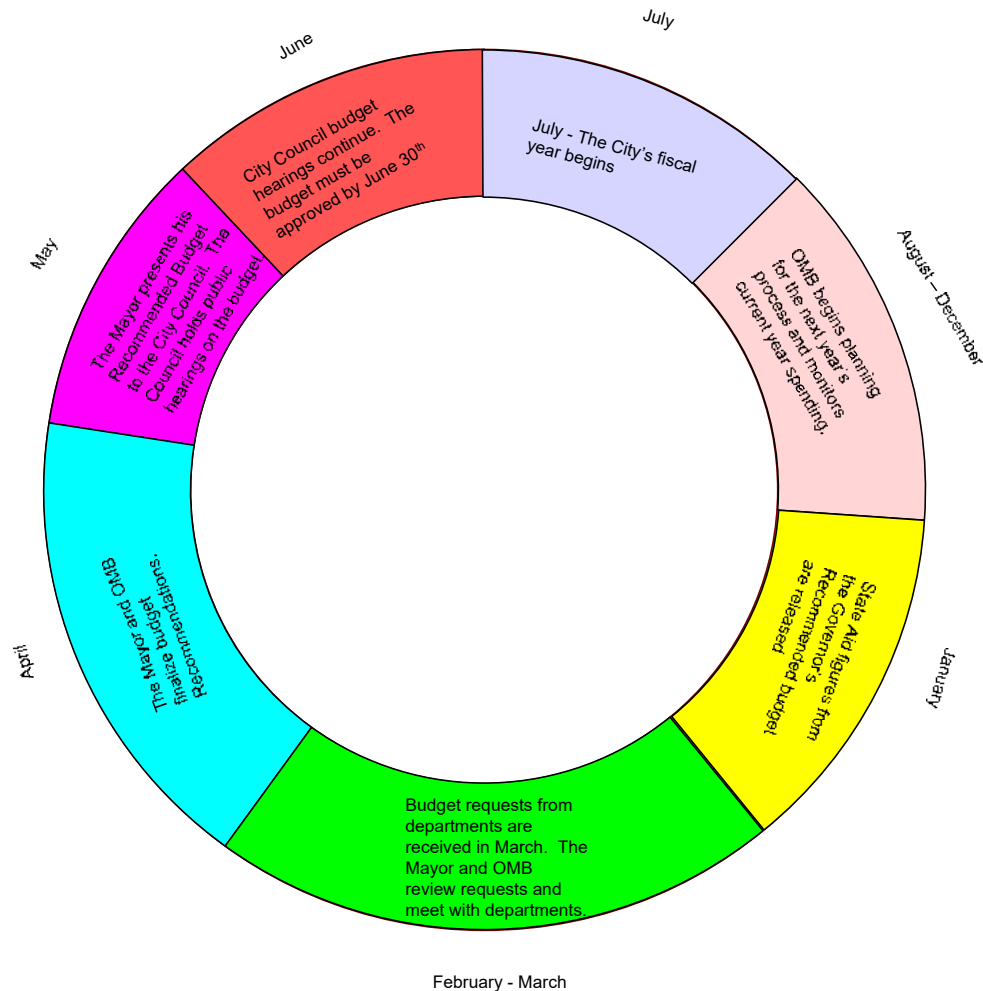 July
July - The City's fiscal
year begins
August – December
OMB begins planning
for the next year's
process and monitors
current year spending.
January
State Aid figures from
the Governor's
Recommended budget
are released
February - March
Budget requests from
departments are
received in March.  The
Mayor and OMB
review requests and
meet with departments.
April
The Mayor and OMB
finalize budget
Recommendations.
May
The Mayor presents his
Recommended Budget
to the City Council.  The
Council holds public
hearings on the budget.
June
City Council budget
hearings continue.  The
budget must be
approved by June 30th